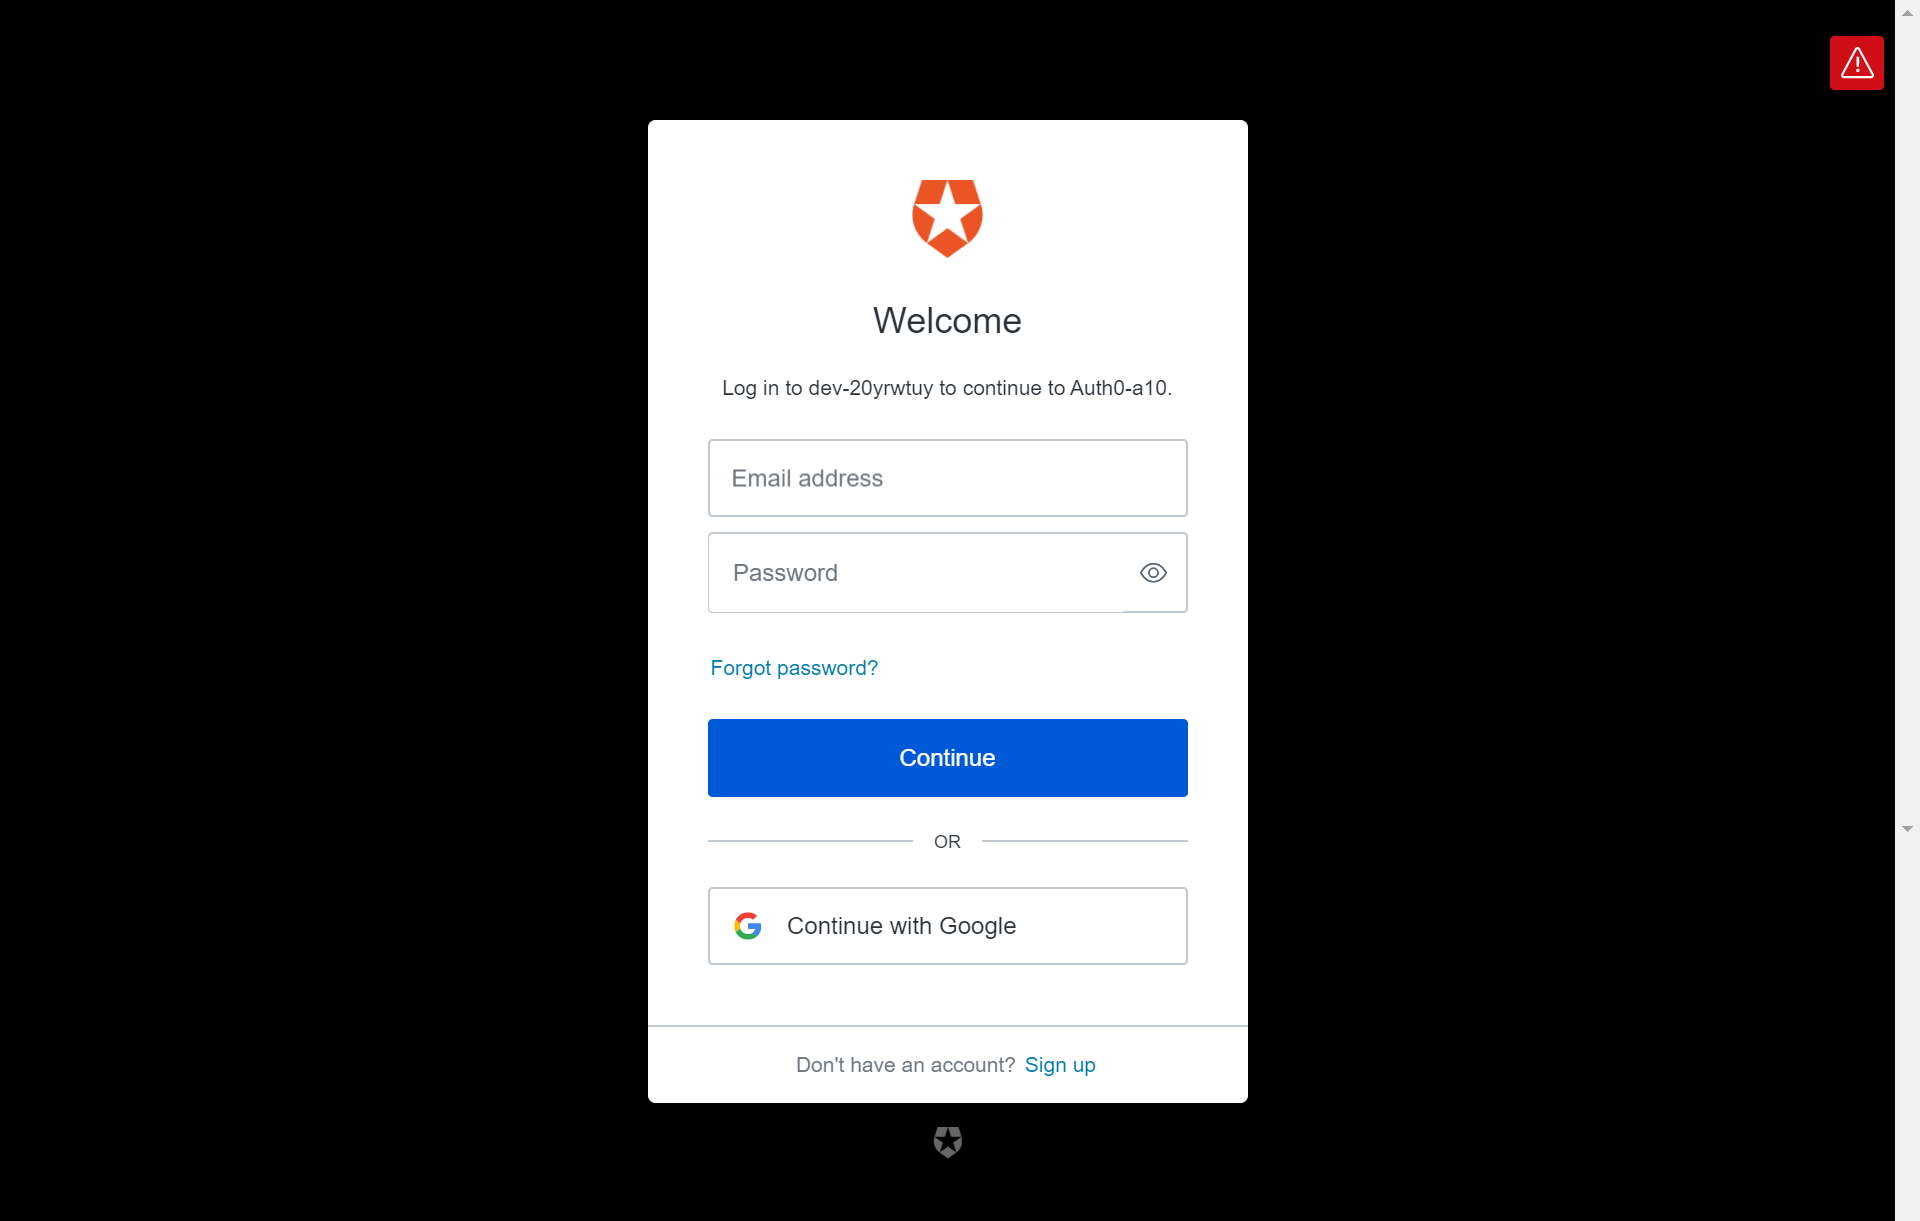 Welcome
Log in to dev-20yrwtuy to continue to Auth0-a10.
Email address
Password
Forgot password?
Continue
OR
Continue with Google
Don't have an account? Sign up